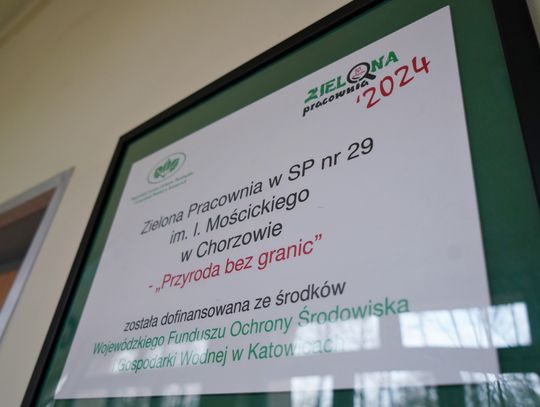 ZIELONA
pracownia
'2024
Zielona Pracownia w SP nr 29
im. I. Mościckiego
w Chorzowie
- „Przyroda bez granic”
została dofinansowana ze środków
Wojewódzkiego Funduszu Ochrony Środowiska
i Gospodarki Wodnej w Katowicach